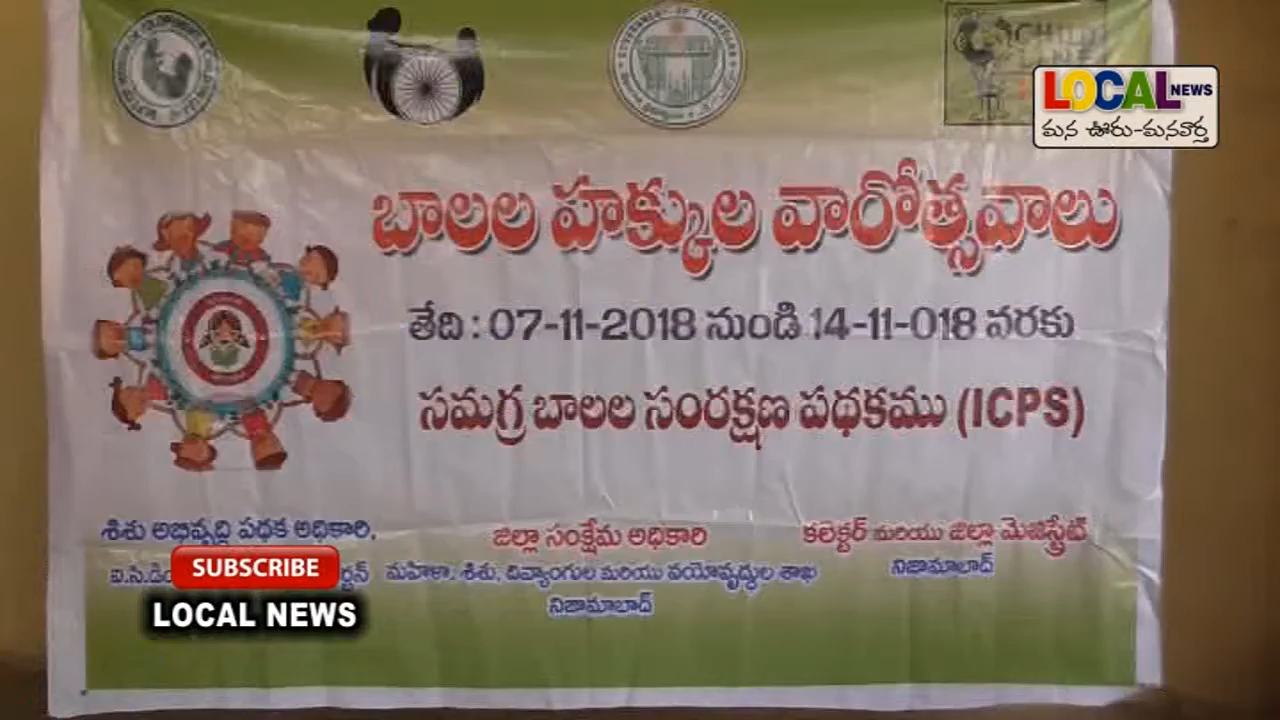 LOCAL NEWS
మన ఊరు-మనవార్త
బాలల హక్కుల వారోత్సవాలు
తేది : 07-11-2018 నుండి 14-11-018 వరకు
సమగ్ర బాలల సంరక్షణ పథకము (ICPS)
శిశు అభివృద్ది పథక అధికారి,
జిల్లా సంక్షేమ అధికారి
మహిళా, శిశు, దివ్యాంగుల మరియు వయోవృద్ధుల శాఖ
నిజామాబాద్
కలెక్టర్ మరియు జిల్లా మెజిస్ట్రేట్
నిజామాబాద్
SUBSCRIBE
LOCAL NEWS